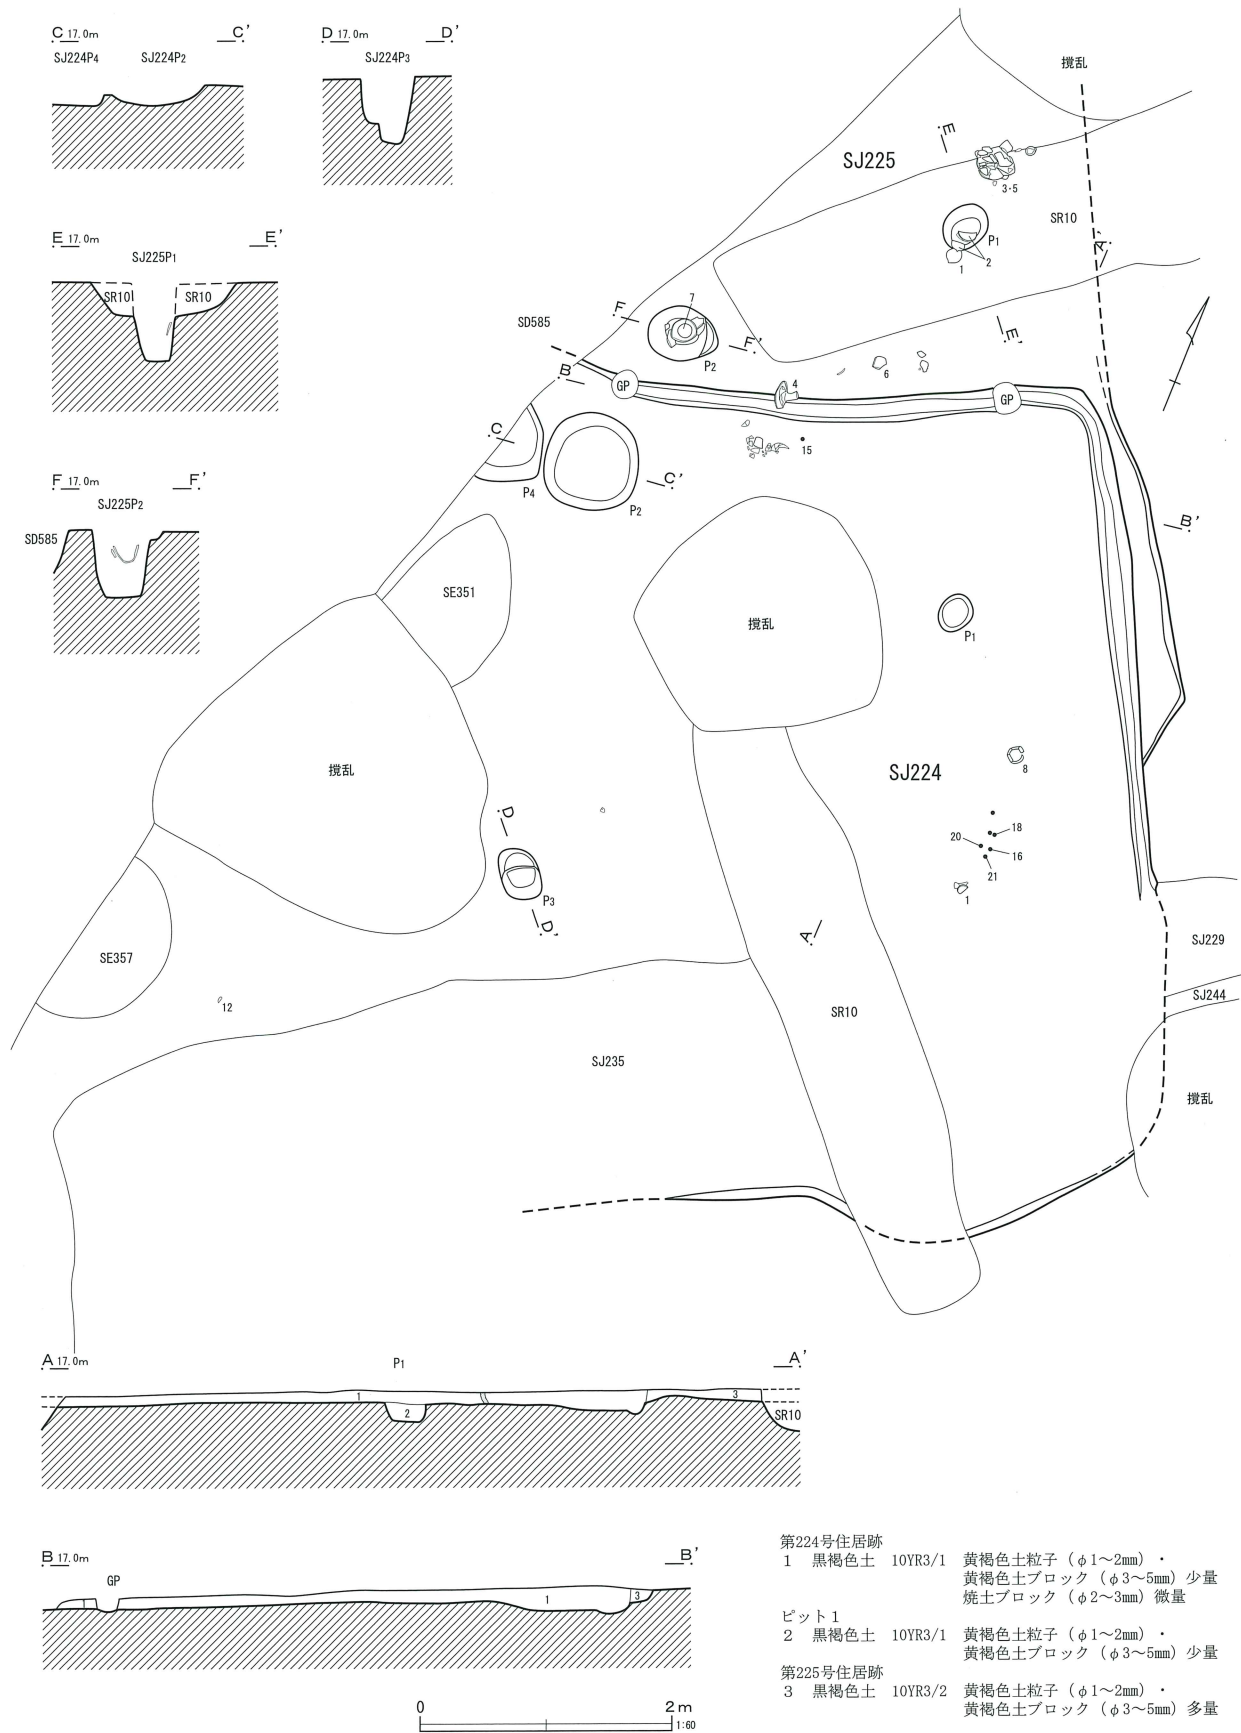 C 17.0m C'
SJ224P4 SJ224P2
D 17.0m D'
SJ224P3
E 17.0m E'
SJ225P1
SR10 SR10
F 17.0m F'
SJ225P2
SD585
撹乱
E
SJ225
3・5
SR10
P1
1 2
A'
7
F
SD585
F'
P2
E'
B
GP
4
6
GP
C
15
P4
C'
P2
B'
SE351
撹乱
P1
撹乱
SJ224
8
D
20
18
16
21
1
P3
D'
A
SJ229
SE357
SJ244
12
SR10
SJ235
撹乱
A 17.0m P1 A'
1 3
2 SR10
B 17.0m B'
GP
1 3
第224号住居跡
1 黒褐色土 10YR3/1 黄褐色土粒子(φ1～2mm)・
黄褐色土ブロック(φ3～5mm)少量
焼土ブロック(φ2～3mm)微量
ピット1
2 黒褐色土 10YR3/1 黄褐色土粒子(φ1～2mm)・
黄褐色土ブロック(φ3～5mm)少量
第225号住居跡
3 黒褐色土 10YR3/2 黄褐色土粒子(φ1～2mm)・
黄褐色土ブロック(φ3～5mm)多量
0 2m
1:60